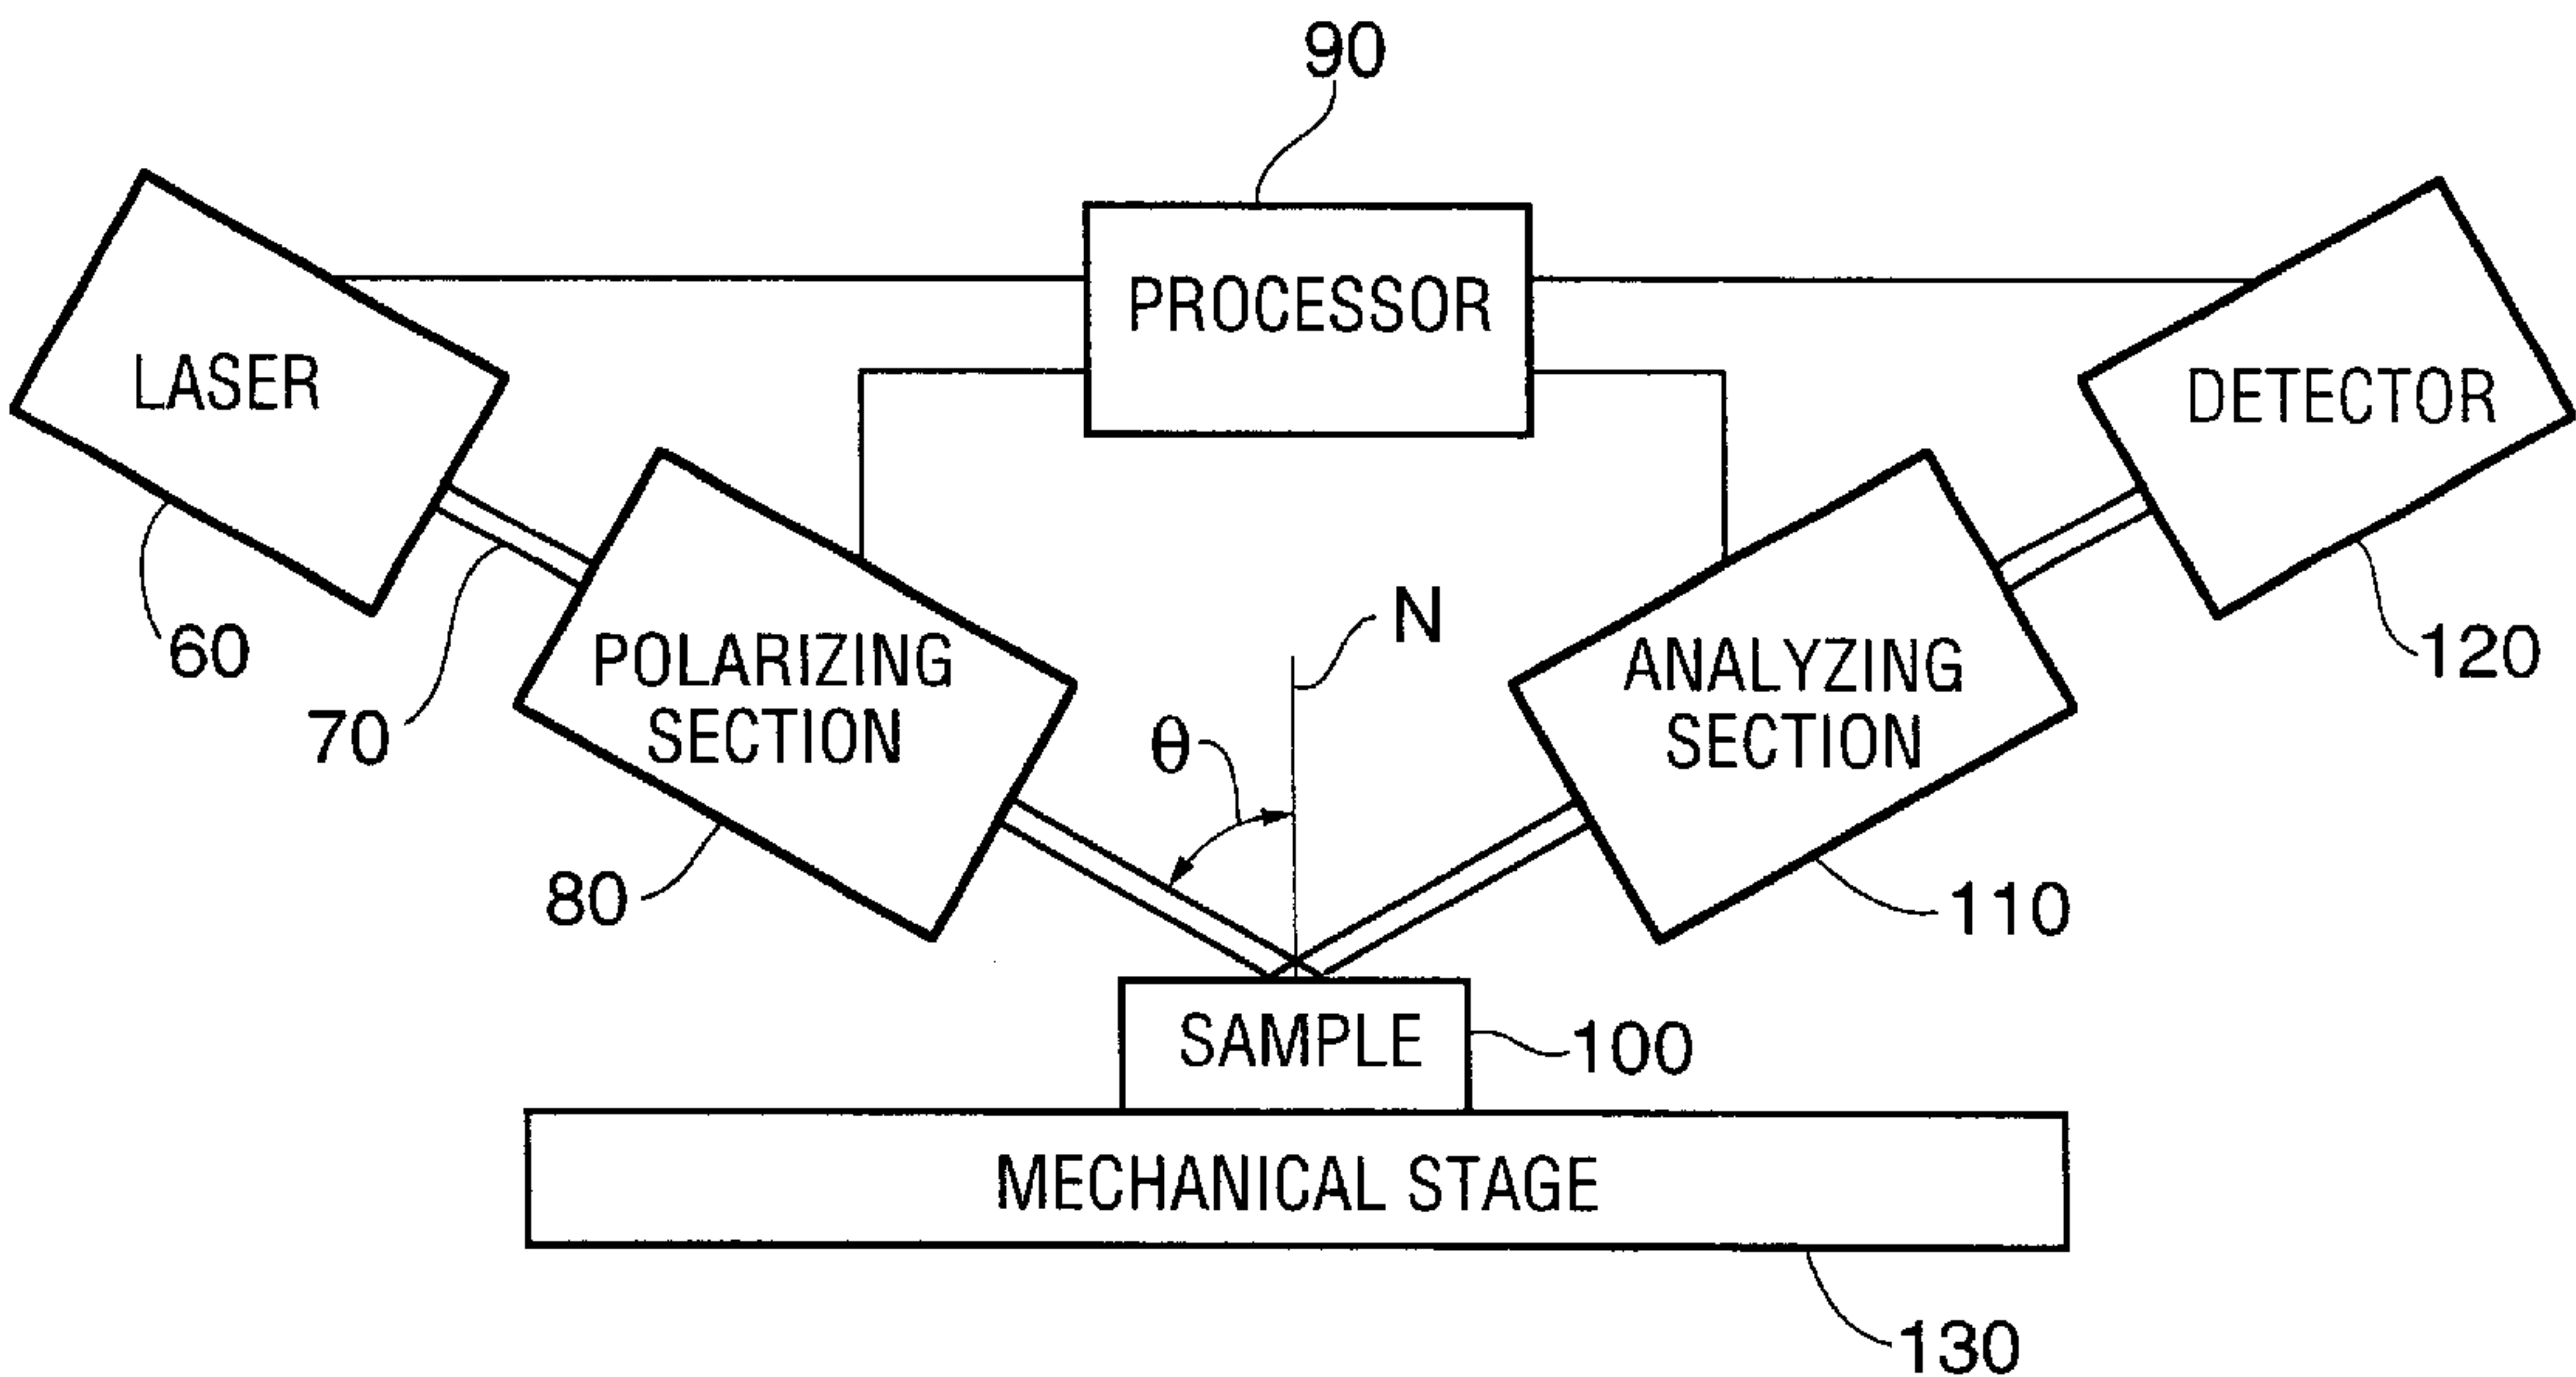 90
PROCESSOR
LASER
DETECTOR
60
70
POLARIZING
SECTION
N
θ
ANALYZING
SECTION
120
80
110
SAMPLE
100
MECHANICAL STAGE
130